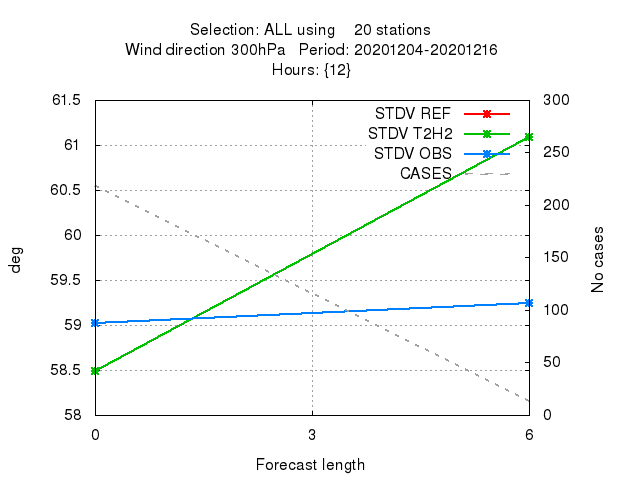 Selection: ALL using 20 stations
Wind direction 300hPa Period: 20201204-20201216
Hours: {12}
61.5
61
60.5
60
59.5
59
58.5
58
300
250
200
150
100
50
0
STDV REF
STDV T2H2
STDV OBS
CASES
deg
No cases
0 3 6
Forecast length